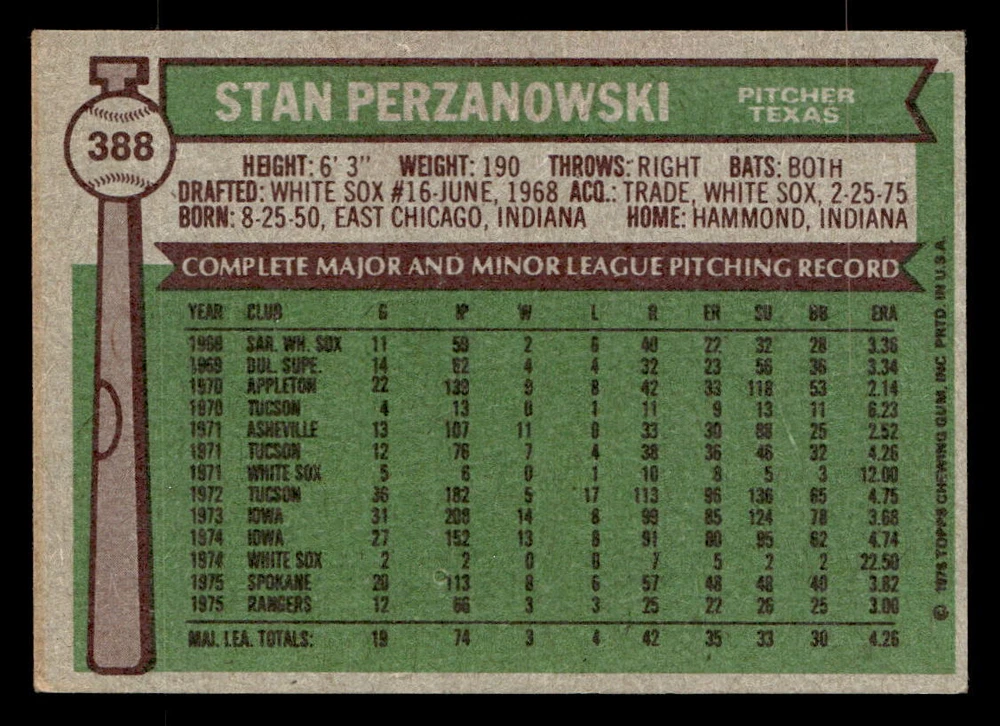 388
STAN PERZANOWSKI
PITCHER
TEXAS
HEIGHT: 6' 3" WEIGHT: 190 THROWS: RIGHT BATS: BOTH
DRAFTED: WHITE SOX #16-JUNE, 1968 ACQ.: TRADE, WHITE SOX, 2-25-75
BORN: 8-25-50, EAST CHICAGO, INDIANA HOME: HAMMOND, INDIANA
COMPLETE MAJOR AND MINOR LEAGUE PITCHING RECORD
YEAR CLUB G IP W L R ER SO BB ERA
1968 SAR. WH. SOX 11 59 2 6 40 22 32 28 3.36
1969 DUL. SUPE. 14 62 4 4 32 23 56 36 3.34
1970 APPLETON 22 139 9 8 42 33 118 53 2.14
1970 TUCSON 4 13 0 1 11 9 13 11 6.23
1971 ASHEVILLE 13 107 11 0 33 30 88 25 2.52
1971 TUCSON 12 76 7 4 38 36 46 32 4.26
1971 WHITE SOX 5 6 0 1 10 8 5 3 12.00
1972 TUCSON 36 182 5 17 113 96 136 65 4.75
1973 IOWA 31 208 14 8 99 85 124 78 3.68
1974 IOWA 27 152 13 8 91 80 95 62 4.74
1974 WHITE SOX 2 2 0 0 7 5 2 2 22.50
1975 SPOKANE 20 113 8 6 57 48 48 40 3.82
1975 RANGERS 12 66 3 3 25 22 26 25 3.00
MAJ. LEA. TOTALS: 19 74 3 4 42 35 33 30 4.26
© 1976 TOPPS CHEWING GUM, INC. PRTD. IN U.S.A.